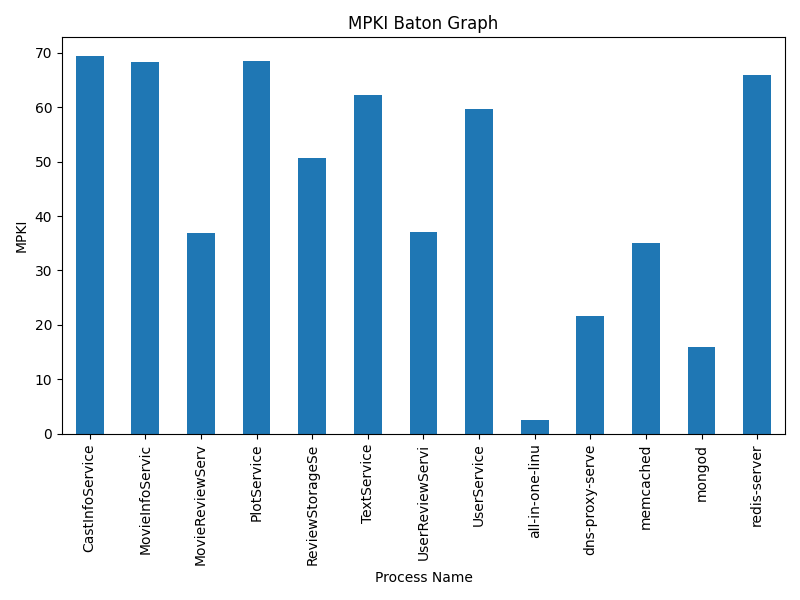 MPKI Baton Graph
MPKI
70
60
50
40
30
20
10
0
CastInfoService
MovieInfoServic
MovieReviewServ
PlotService
ReviewStorageSe
TextService
UserReviewServi
UserService
all-in-one-linu
dns-proxy-serve
memcached
mongod
redis-server
Process Name